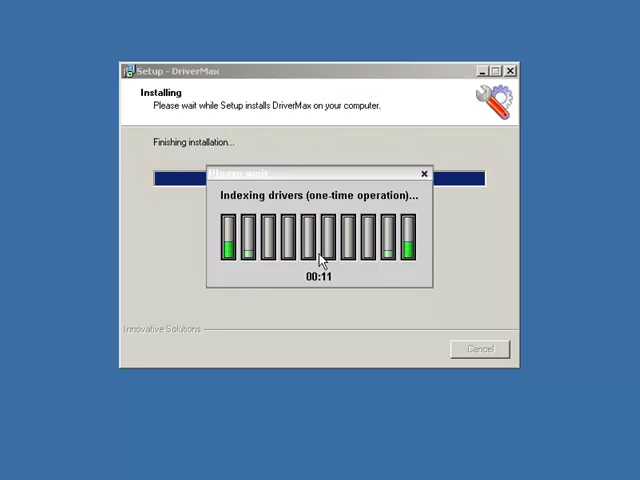 Setup - DriverMax
Installing
Please wait while Setup installs DriverMax on your computer.
Finishing installation...
Please wait......
Indexing drivers (one-time operation)...
00:11
Innovative Solutions
Cancel